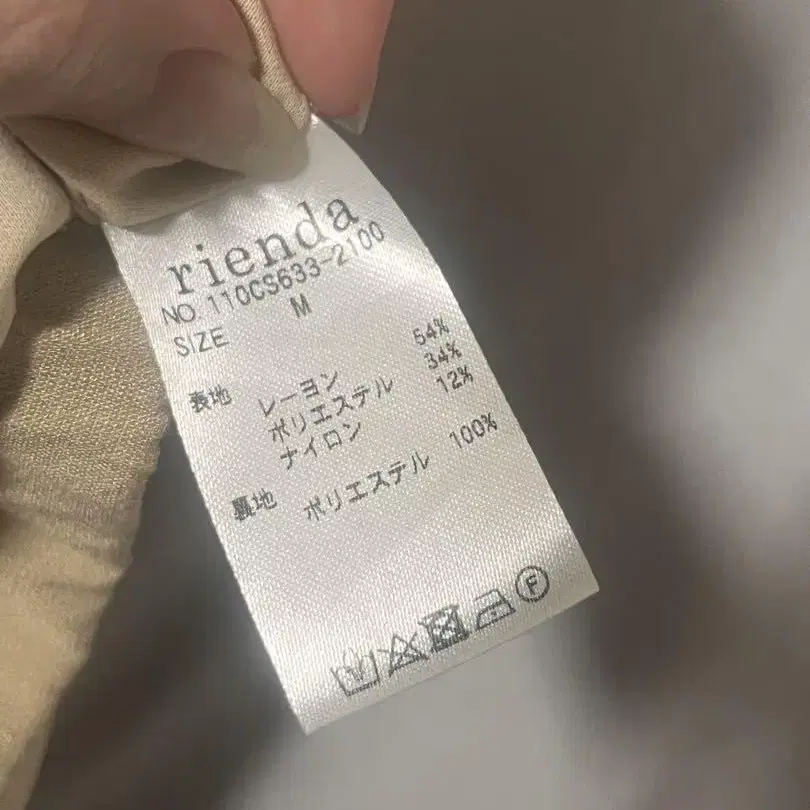 rienda
NO. 110CS633-2100
SIZE M
表地 レーヨン 54%
ポリエステル 34%
ナイロン 12%
裏地 ポリエステル 100%
F